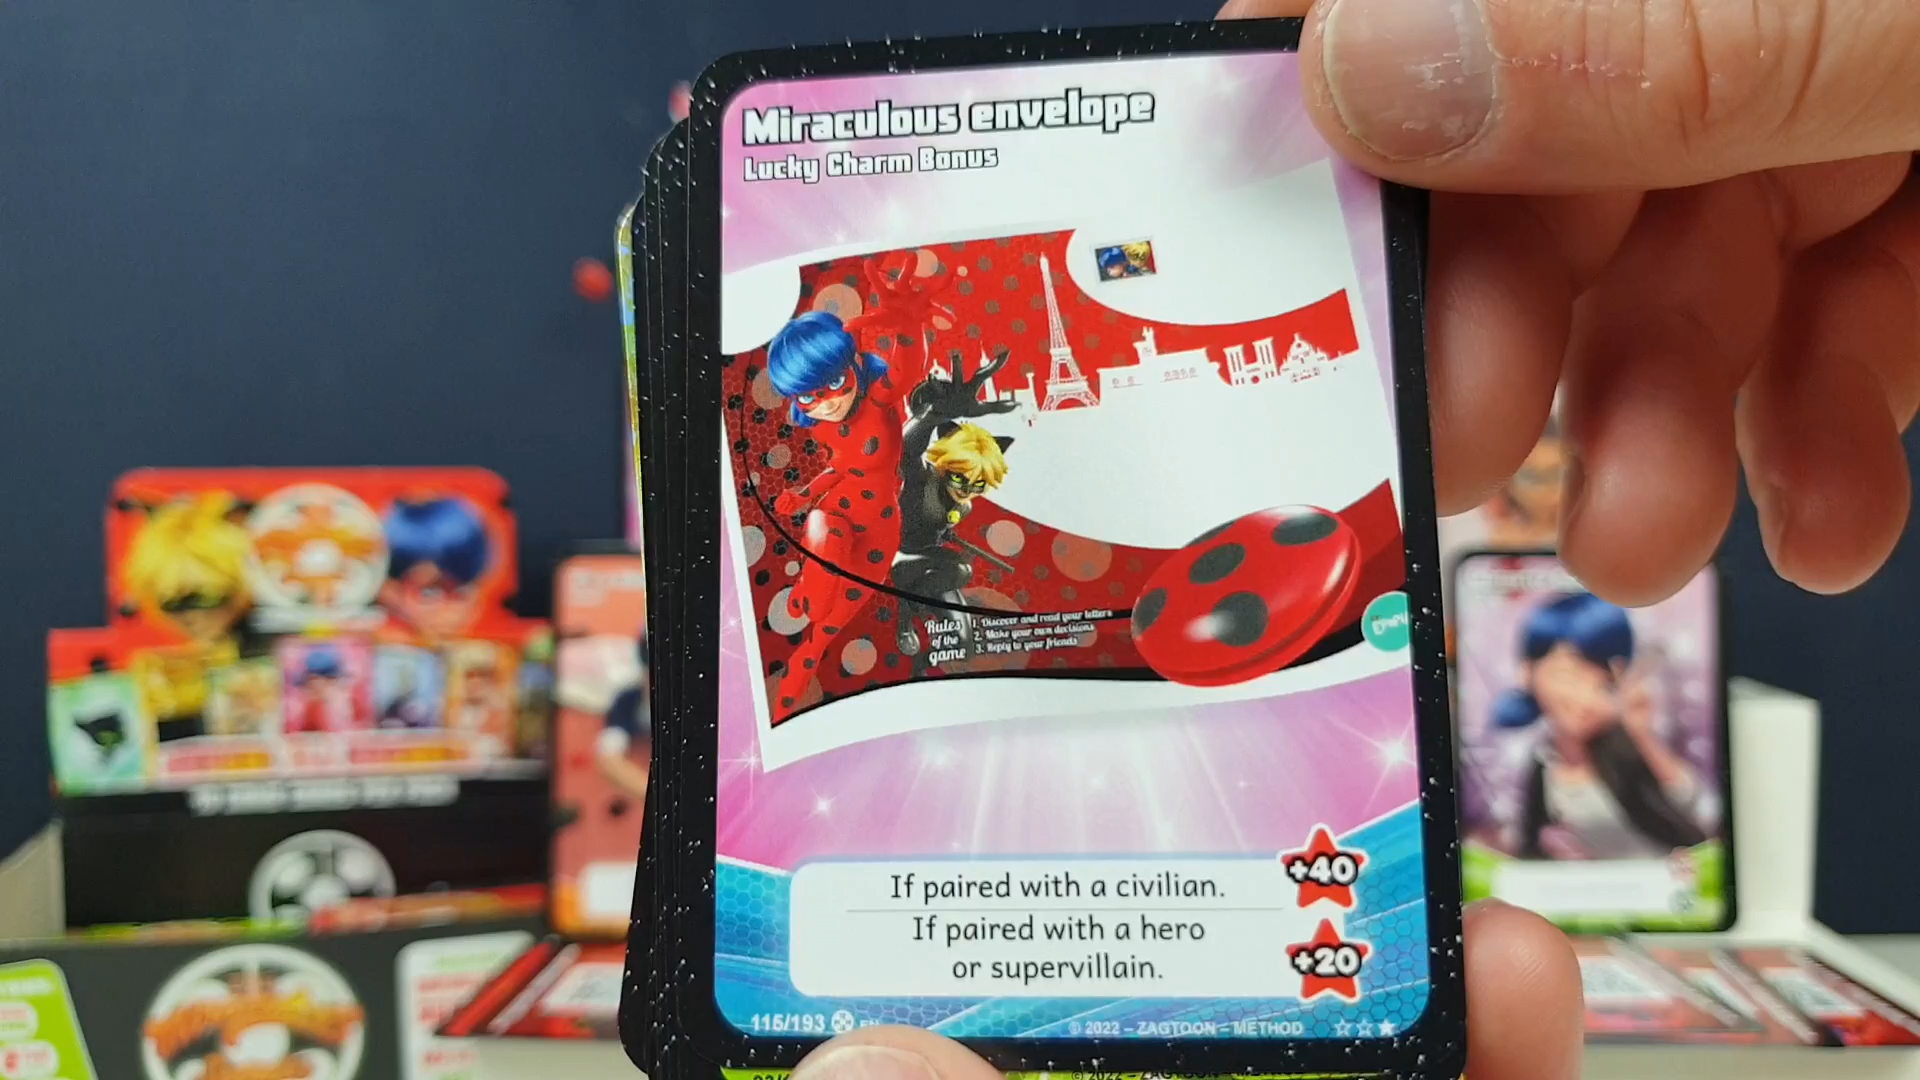 Miraculous envelope
Lucky Charm Bonus
Rules
of the
game
1. Discover and read your letters
2. Make your own decisions
3. Reply to your friends
If paired with a civilian.
+40
If paired with a hero
or supervillain.
+20
115/193 EN
© 2022 – ZAGTOON – METHOD